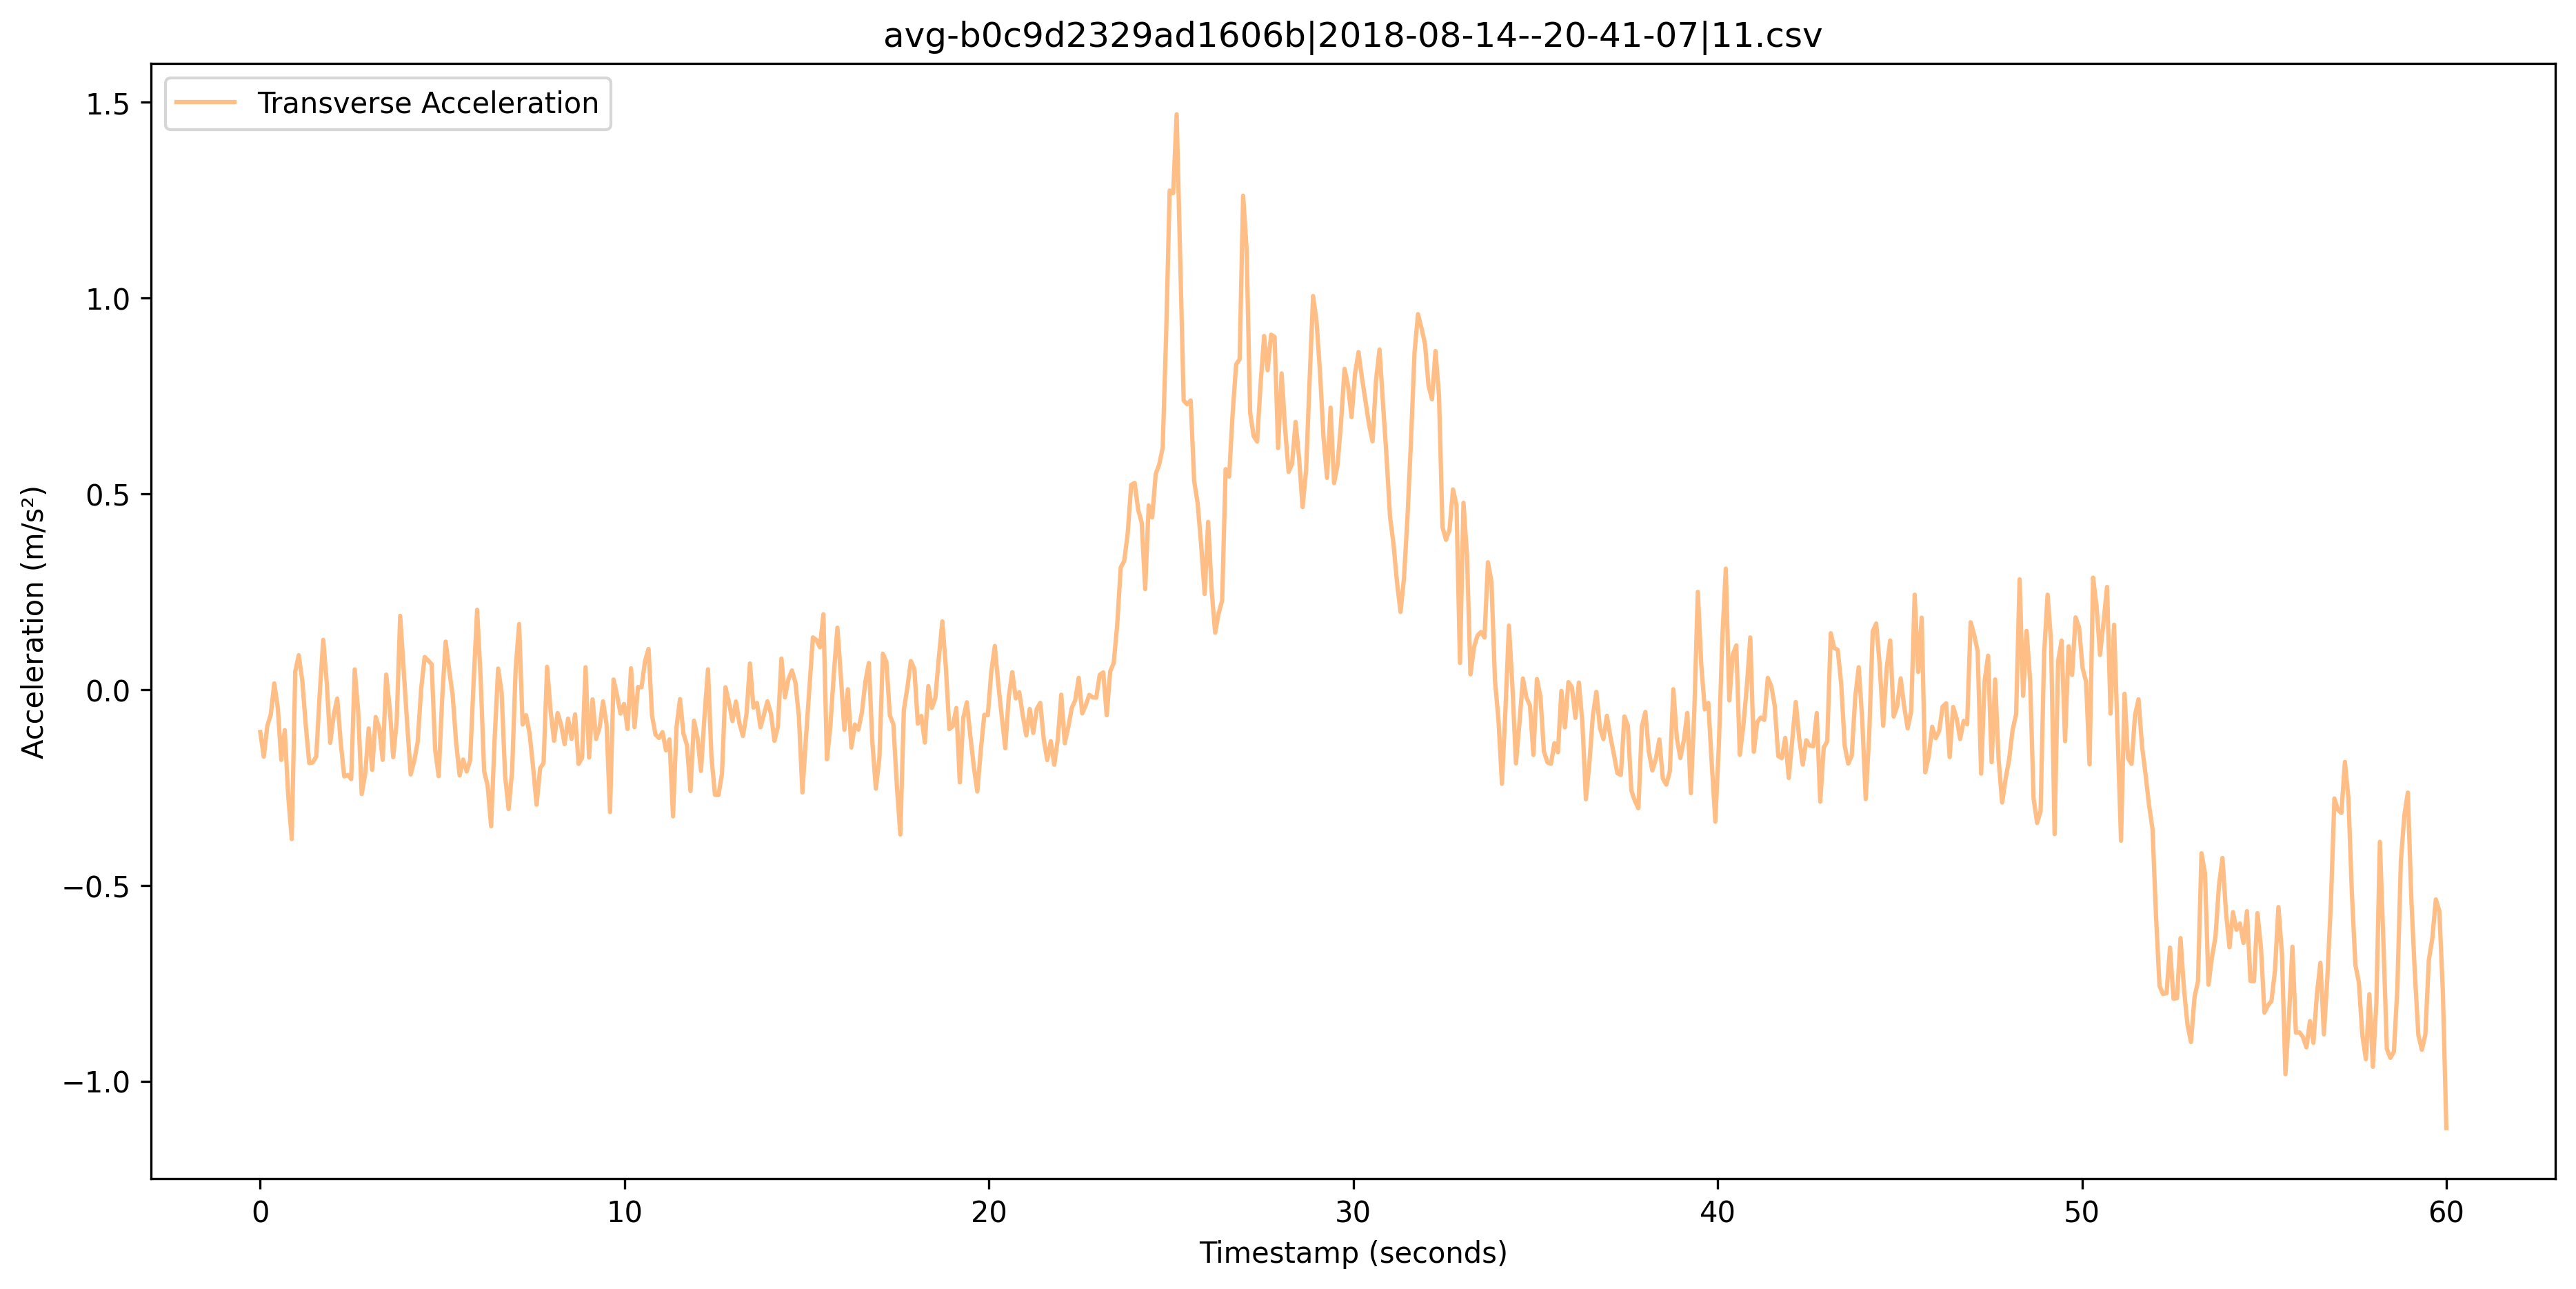 avg-b0c9d2329ad1606b|2018-08-14--20-41-07|11.csv
Transverse Acceleration
Acceleration (m/s²)
1.5
1.0
0.5
0.0
−0.5
−1.0
0 10 20 30 40 50 60
Timestamp (seconds)